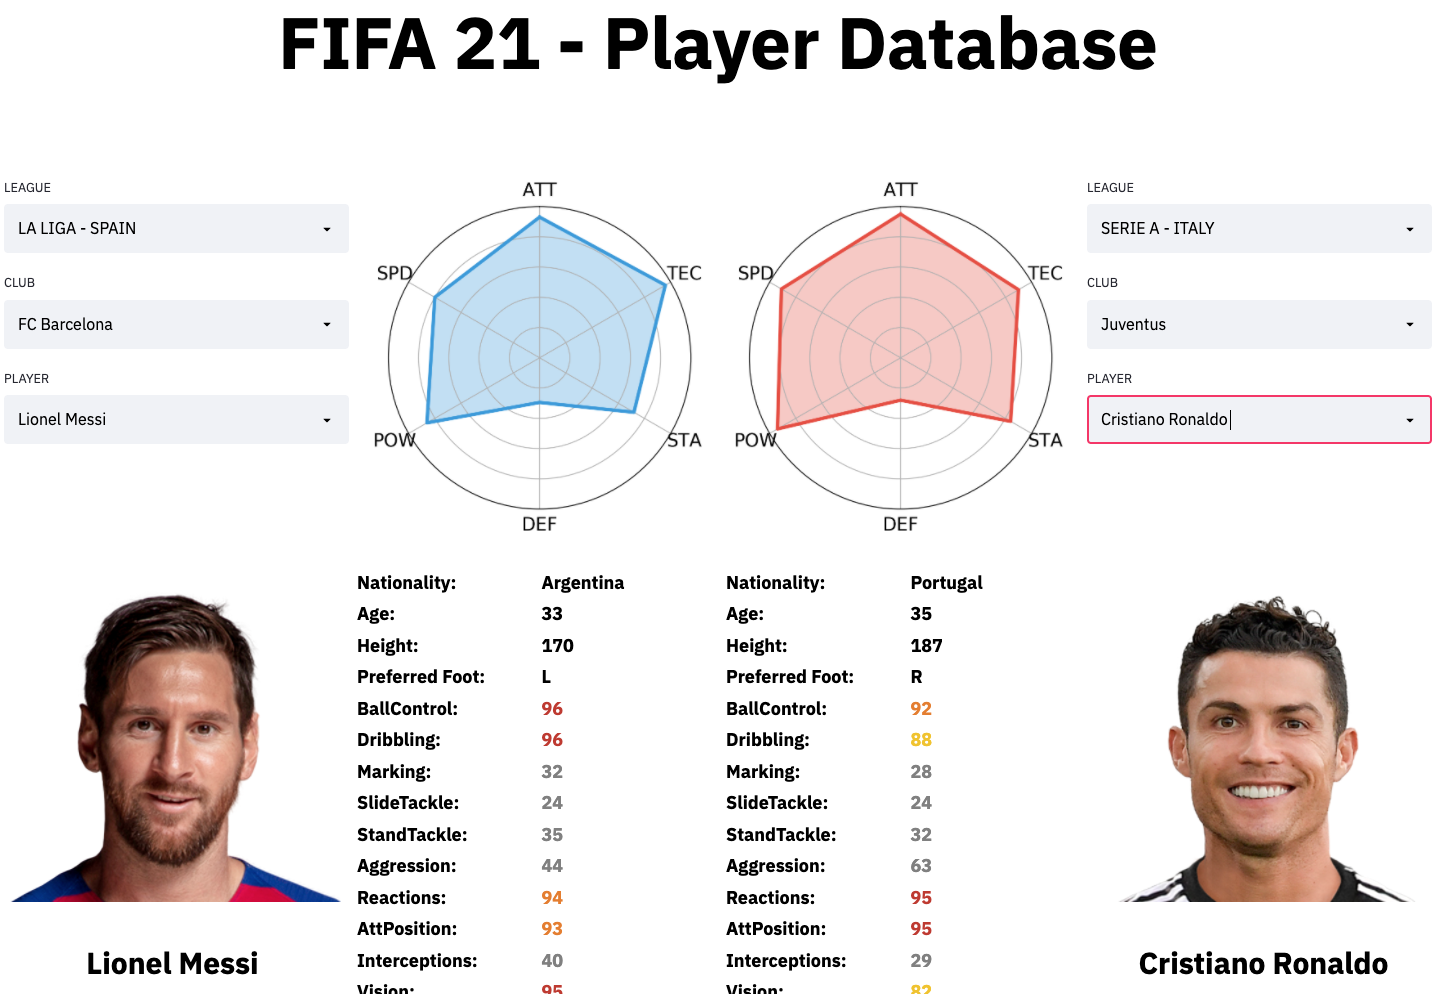 FIFA 21 - Player Database
LEAGUE
LA LIGA - SPAIN
CLUB
FC Barcelona
PLAYER
Lionel Messi
ATT
SPD
TEC
POW
STA
DEF
ATT
SPD
TEC
POW
STA
DEF
LEAGUE
SERIE A - ITALY
CLUB
Juventus
PLAYER
Cristiano Ronaldo
Nationality: Argentina
Age: 33
Height: 170
Preferred Foot: L
BallControl: 96
Dribbling: 96
Marking: 32
SlideTackle: 24
StandTackle: 35
Aggression: 44
Reactions: 94
AttPosition: 93
Interceptions: 40
Vision: 95
Nationality: Portugal
Age: 35
Height: 187
Preferred Foot: R
BallControl: 92
Dribbling: 88
Marking: 28
SlideTackle: 24
StandTackle: 32
Aggression: 63
Reactions: 95
AttPosition: 95
Interceptions: 29
Vision: 82
Lionel Messi
Cristiano Ronaldo